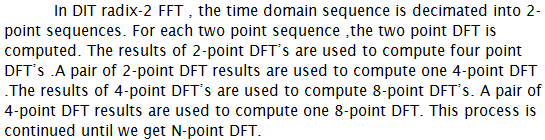 In DIT radix-2 FFT , the time domain sequence is decimated into 2-
point sequences. For each two point sequence ,the two point DFT is
computed. The results of 2-point DFT's are used to compute four point
DFT's .A pair of 2-point DFT results are used to compute one 4-point DFT
.The results of 4-point DFT's are used to compute 8-point DFT's. A pair of
4-point DFT results are used to compute one 8-point DFT. This process is
continued until we get N-point DFT.